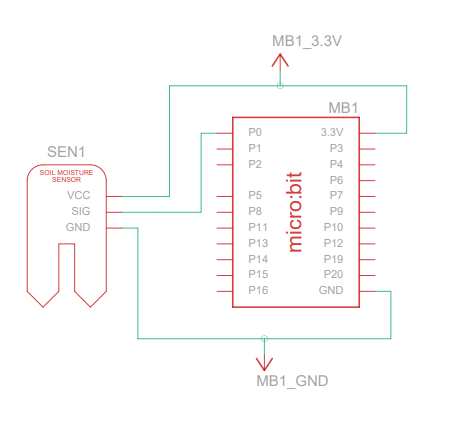 MB1_3.3V
MB1
SEN1
SOIL MOISTURE
SENSOR
VCC
SIG
GND
micro:bit
P0 3.3V
P1 P3
P2 P4
P6
P5 P7
P8 P9
P11 P10
P13 P12
P14 P19
P15 P20
P16 GND
MB1_GND